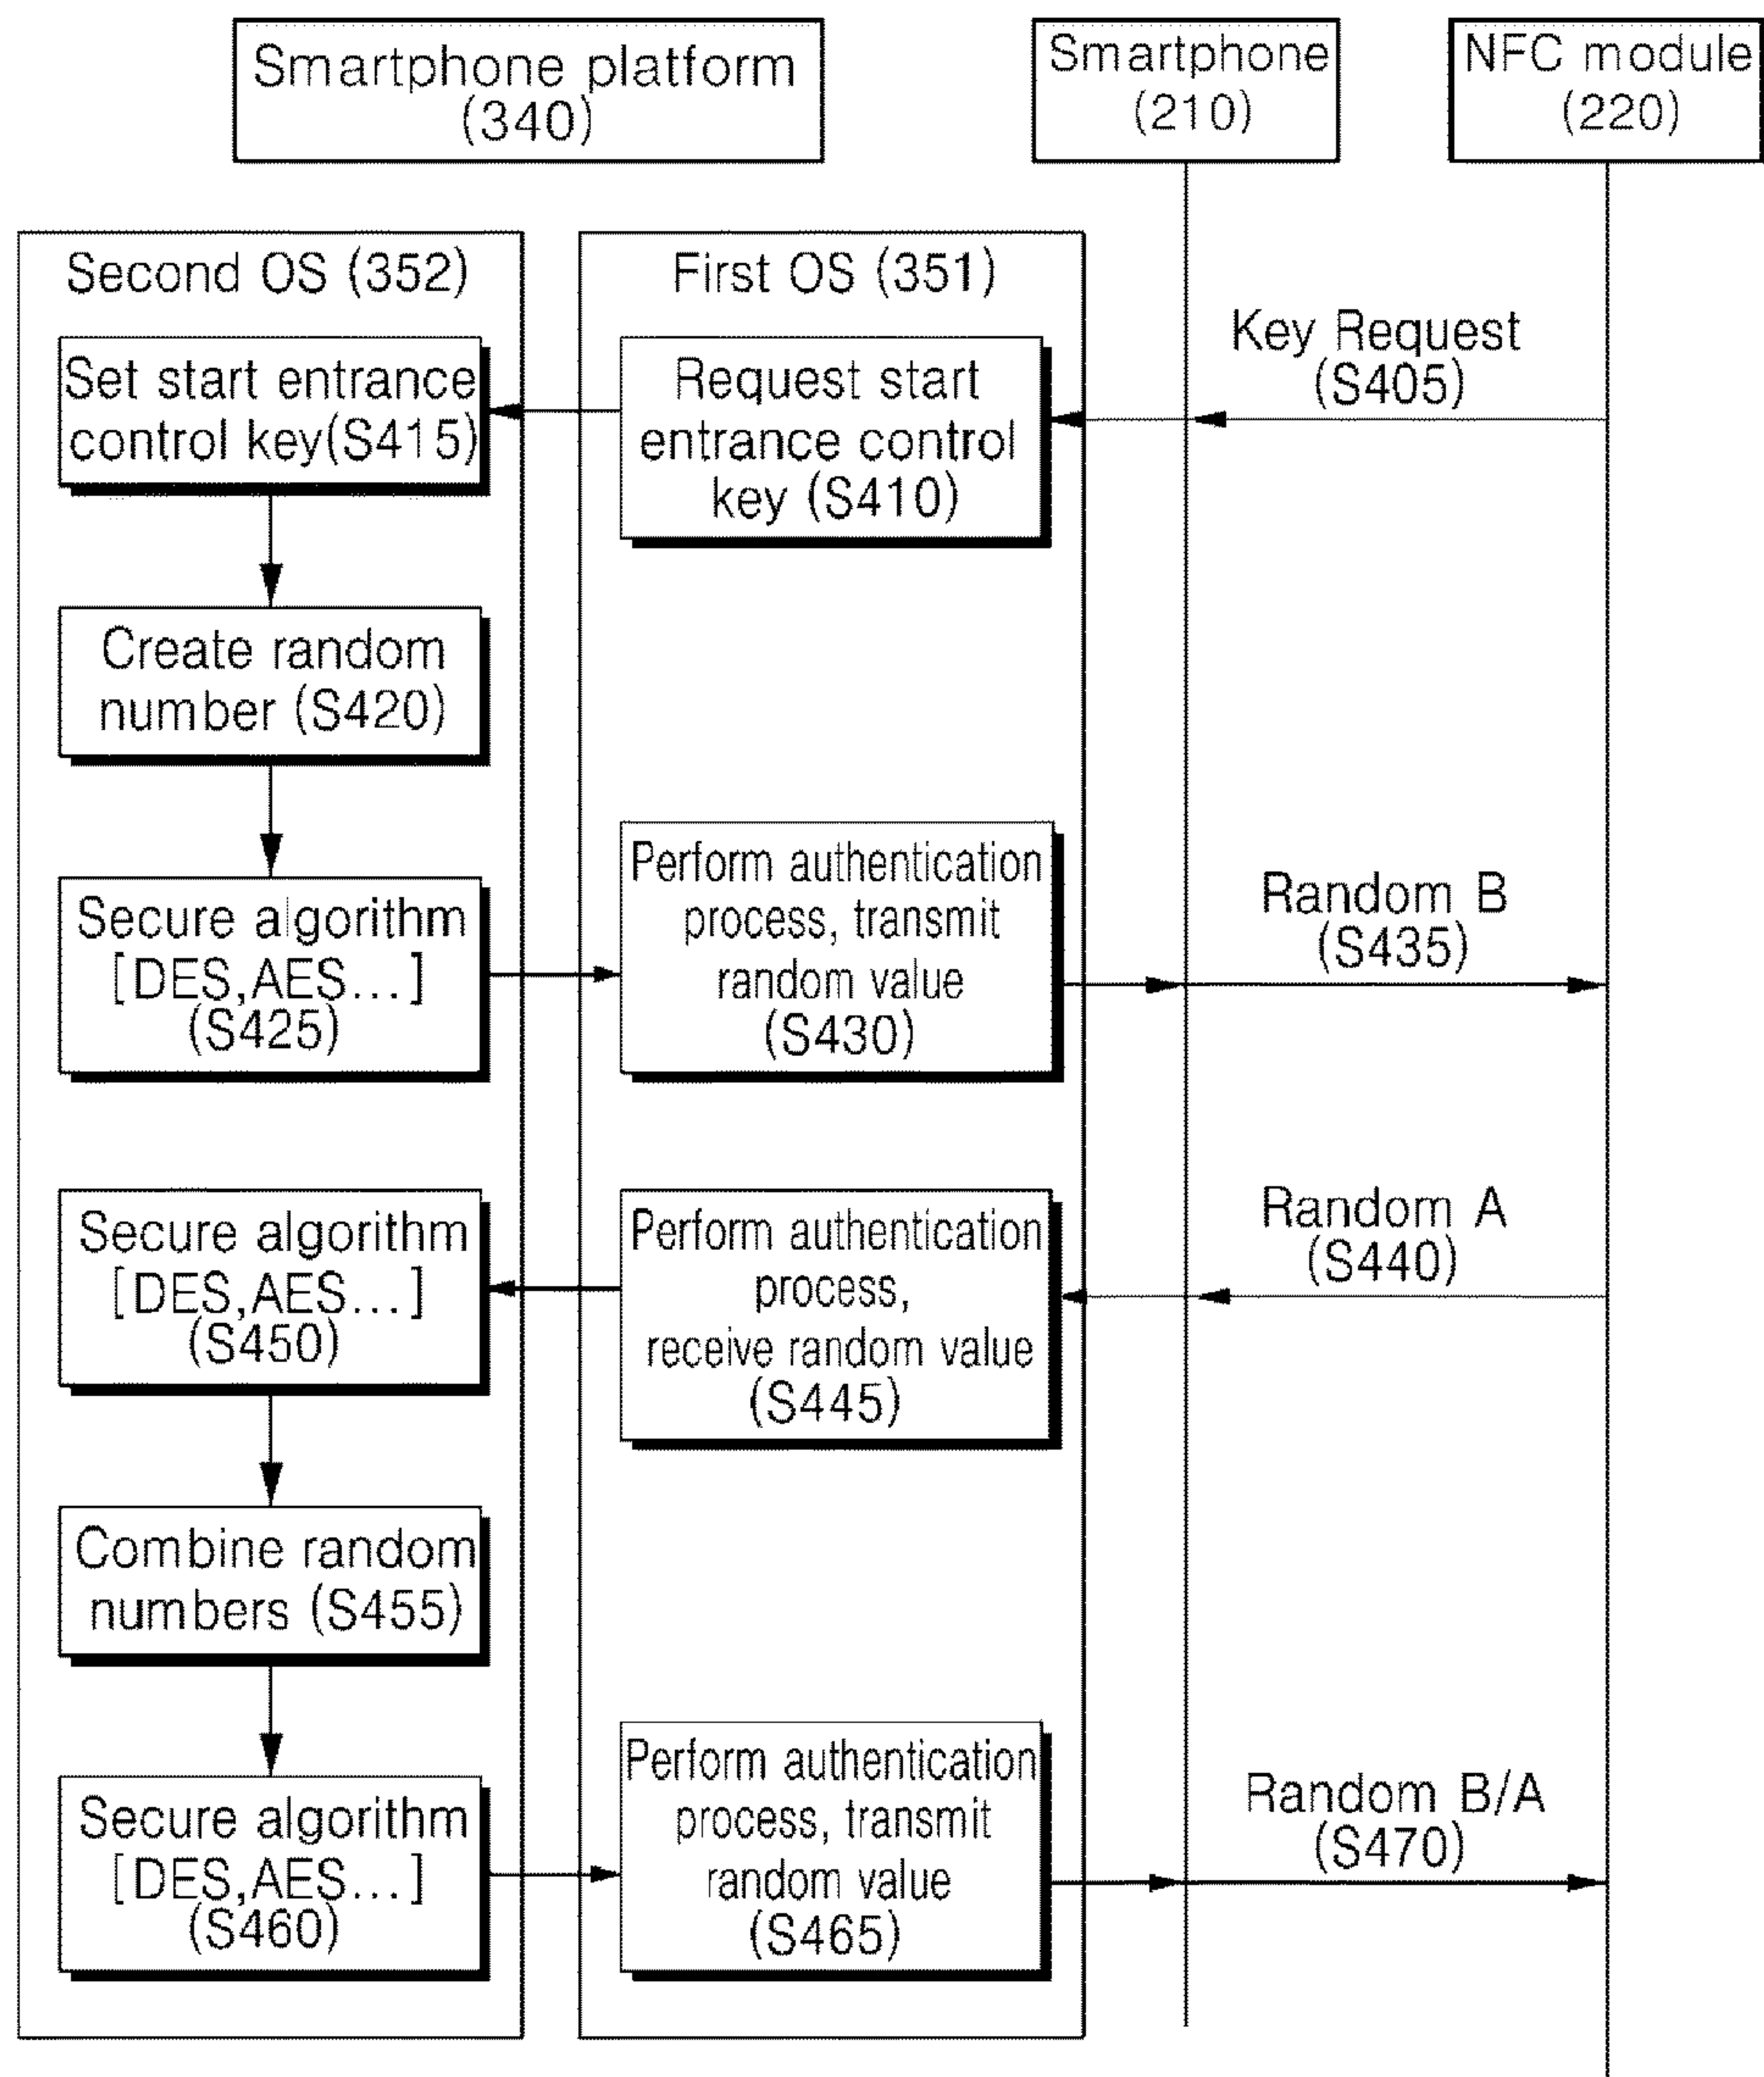 Smartphone platform
(340)
Smartphone
(210)
NFC module
(220)
Second OS (352)
First OS (351)
Set start entrance
control key(S415)
Request start
entrance control
key (S410)
Key Request
(S405)
Create random
number (S420)
Secure algorithm
[DES,AES...]
(S425)
Perform authentication
process, transmit
random value
(S430)
Random B
(S435)
Secure algorithm
[DES,AES...]
(S450)
Perform authentication
process,
receive random value
(S445)
Random A
(S440)
Combine random
numbers (S455)
Secure algorithm
[DES,AES...]
(S460)
Perform authentication
process, transmit
random value
(S465)
Random B/A
(S470)